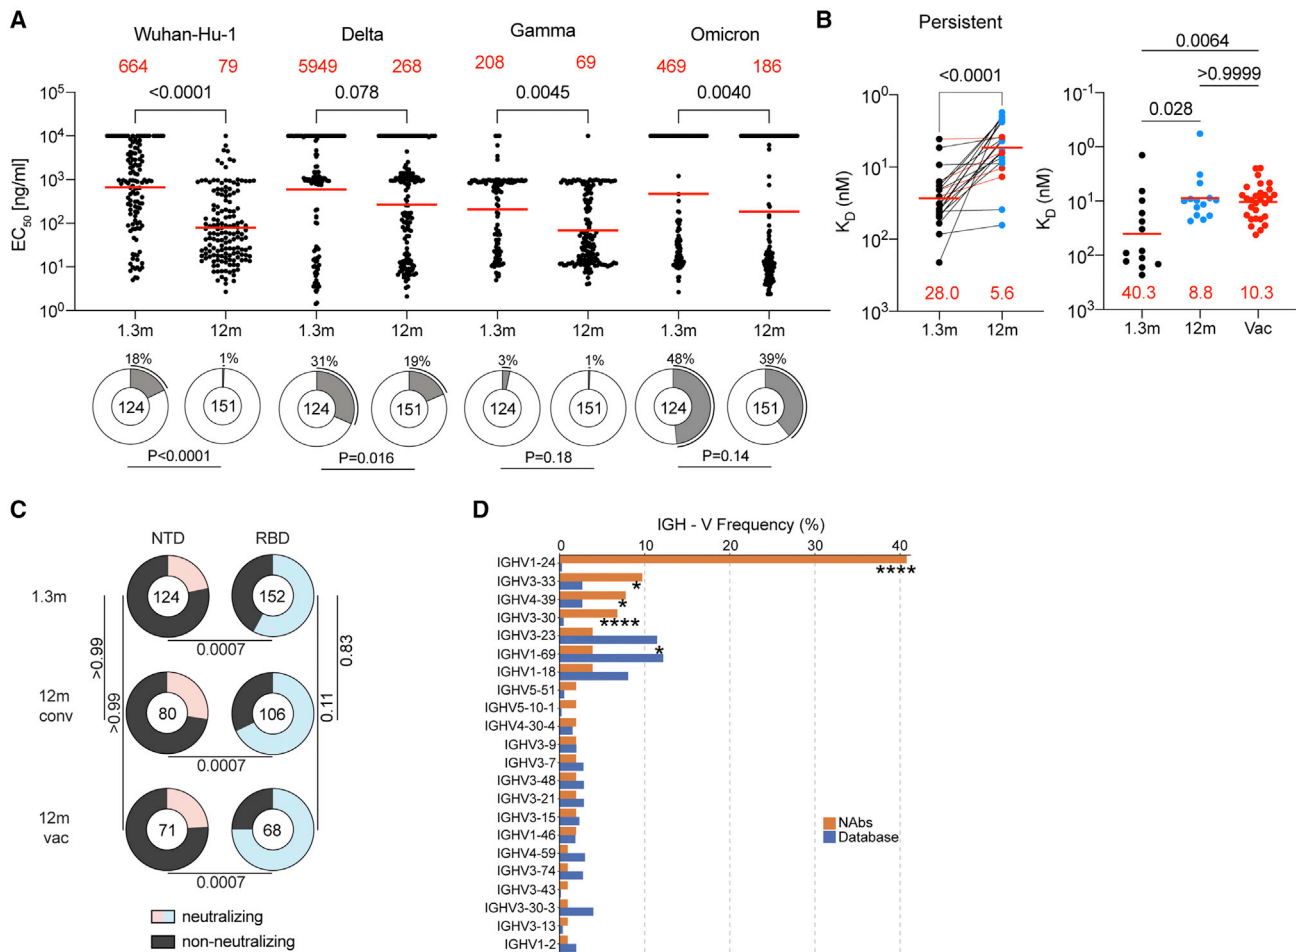 A
Wuhan-Hu-1 Delta Gamma Omicron
664 79 5949 268 208 69 469 186
<0.0001 0.078 0.0045 0.0040
EC50 [ng/ml]
10^5
10^4
10^3
10^2
10^1
10^0
1.3m 12m 1.3m 12m 1.3m 12m 1.3m 12m
18% 1% 31% 19% 3% 1% 48% 39%
124 151 124 151 124 151 124 151
P<0.0001 P=0.016 P=0.18 P=0.14
B
Persistent
<0.0001
K_D (nM)
10^0
10^1
10^2
10^3
28.0 5.6
1.3m 12m
0.0064
>0.9999
0.028
K_D (nM)
10^-1
10^0
10^1
10^2
10^3
40.3 8.8 10.3
1.3m 12m Vac
C
NTD RBD
1.3m
124 152
0.0007
>0.99
>0.99
0.83
0.11
12m
conv
80 106
0.0007
12m
vac
71 68
0.0007
neutralizing
non-neutralizing
D
IGH - V Frequency (%)
0 10 20 30 40
IGHV1-24
****
IGHV3-33
*
IGHV4-39
*
IGHV3-30
****
IGHV3-23
IGHV1-69
*
IGHV1-18
IGHV5-51
IGHV5-10-1
IGHV4-30-4
IGHV3-9
IGHV3-7
IGHV3-48
IGHV3-21
IGHV3-15
IGHV1-46
IGHV4-59
IGHV3-74
IGHV3-43
IGHV3-30-3
IGHV3-13
IGHV1-2
NAbs
Database